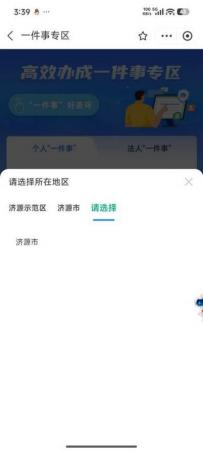 3:39
一件事专区
高效办成一件事专区
"一件事" 好差评
个人"一件事"
法人"一件事"
请选择所在地区
济源示范区 济源市 请选择
济源市